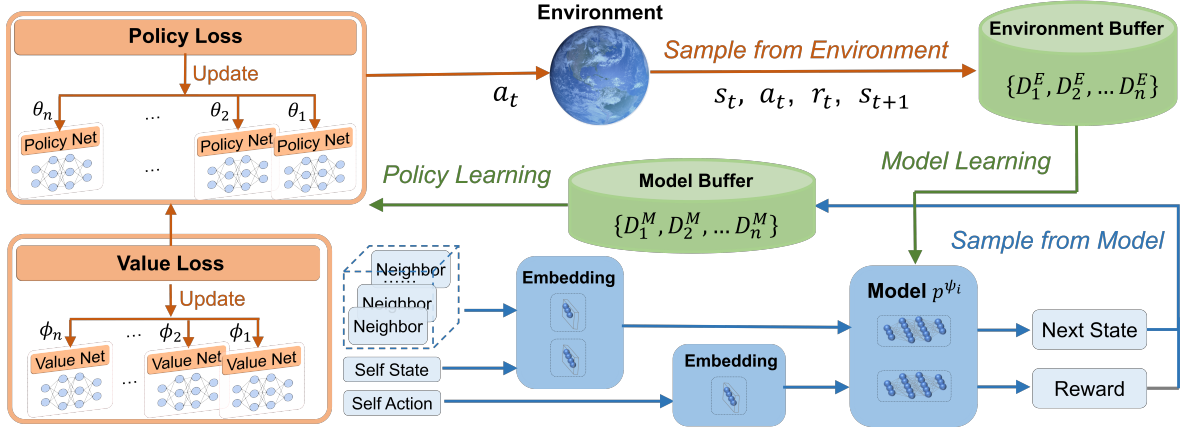 Policy Loss
Update
θₙ ... θ₂ θ₁
Policy Net ... Policy Net Policy Net
Value Loss
Update
ϕₙ ... ϕ₂ ϕ₁
Value Net ... Value Net Value Net
Environment
aₜ
Sample from Environment
sₜ, aₜ, rₜ, sₜ₊₁
Environment Buffer
{D₁ᴱ, D₂ᴱ, … Dₙᴱ}
Model Learning
Policy Learning
Model Buffer
{D₁ᴹ, D₂ᴹ, … Dₙᴹ}
Sample from Model
Neighbor
......
Neighbor
Neighbor
Self State
Self Action
Embedding
Embedding
Model p^ψᵢ
Next State
Reward